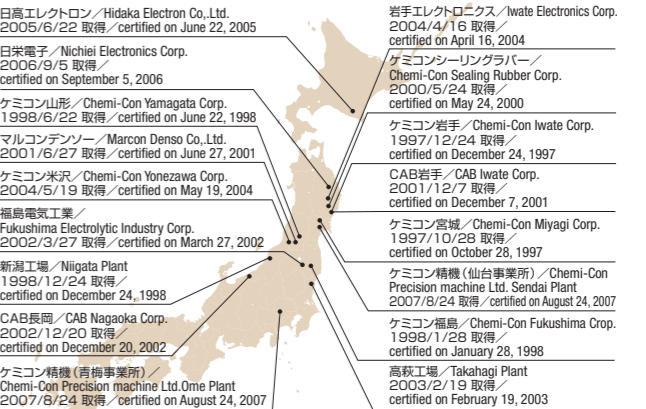 日高エレクトロン／Hidaka Electron Co,.Ltd.
2005/6/22 取得／certified on June 22, 2005
日栄電子／Nichiei Electronics Corp.
2006/9/5 取得／
certified on September 5, 2006
ケミコン山形／Chemi-Con Yamagata Corp.
1998/6/22 取得／certified on June 22, 1998
マルコンデンソー／Marcon Denso Co,.Ltd.
2001/6/27 取得／certified on June 27, 2001
ケミコン米沢／Chemi-Con Yonezawa Corp.
2004/5/19 取得／certified on May 19, 2004
福島電気工業／
Fukushima Electrolytic Industry Corp.
2002/3/27 取得／certified on March 27, 2002
新潟工場／Niigata Plant
1998/12/24 取得／
certified on December 24, 1998
CAB長岡／CAB Nagaoka Corp.
2002/12/20 取得／
certified on December 20, 2002
ケミコン精機（青梅事業所）／
Chemi-Con Precision machine Ltd.Ome Plant
2007/8/24 取得／certified on August 24, 2007
岩手エレクトロニクス／Iwate Electronics Corp.
2004/4/16 取得／
certified on April 16, 2004
ケミコンシーリングラバー／
Chemi-Con Sealing Rubber Corp.
2000/5/24 取得／
certified on May 24, 2000
ケミコン岩手／Chemi-Con Iwate Corp.
1997/12/24 取得／
certified on December 24, 1997
CAB岩手／CAB Iwate Corp.
2001/12/7 取得／
certified on December 7, 2001
ケミコン宮城／Chemi-Con Miyagi Corp.
1997/10/28 取得／
certified on October 28, 1997
ケミコン精機（仙台事業所）／Chemi-Con
Precision machine Ltd. Sendai Plant
2007/8/24 取得／certified on August 24, 2007
ケミコン福島／Chemi-Con Fukushima Crop.
1998/1/28 取得／
certified on January 28, 1998
高萩工場／Takahagi Plant
2003/2/19 取得／
certified on February 19, 2003